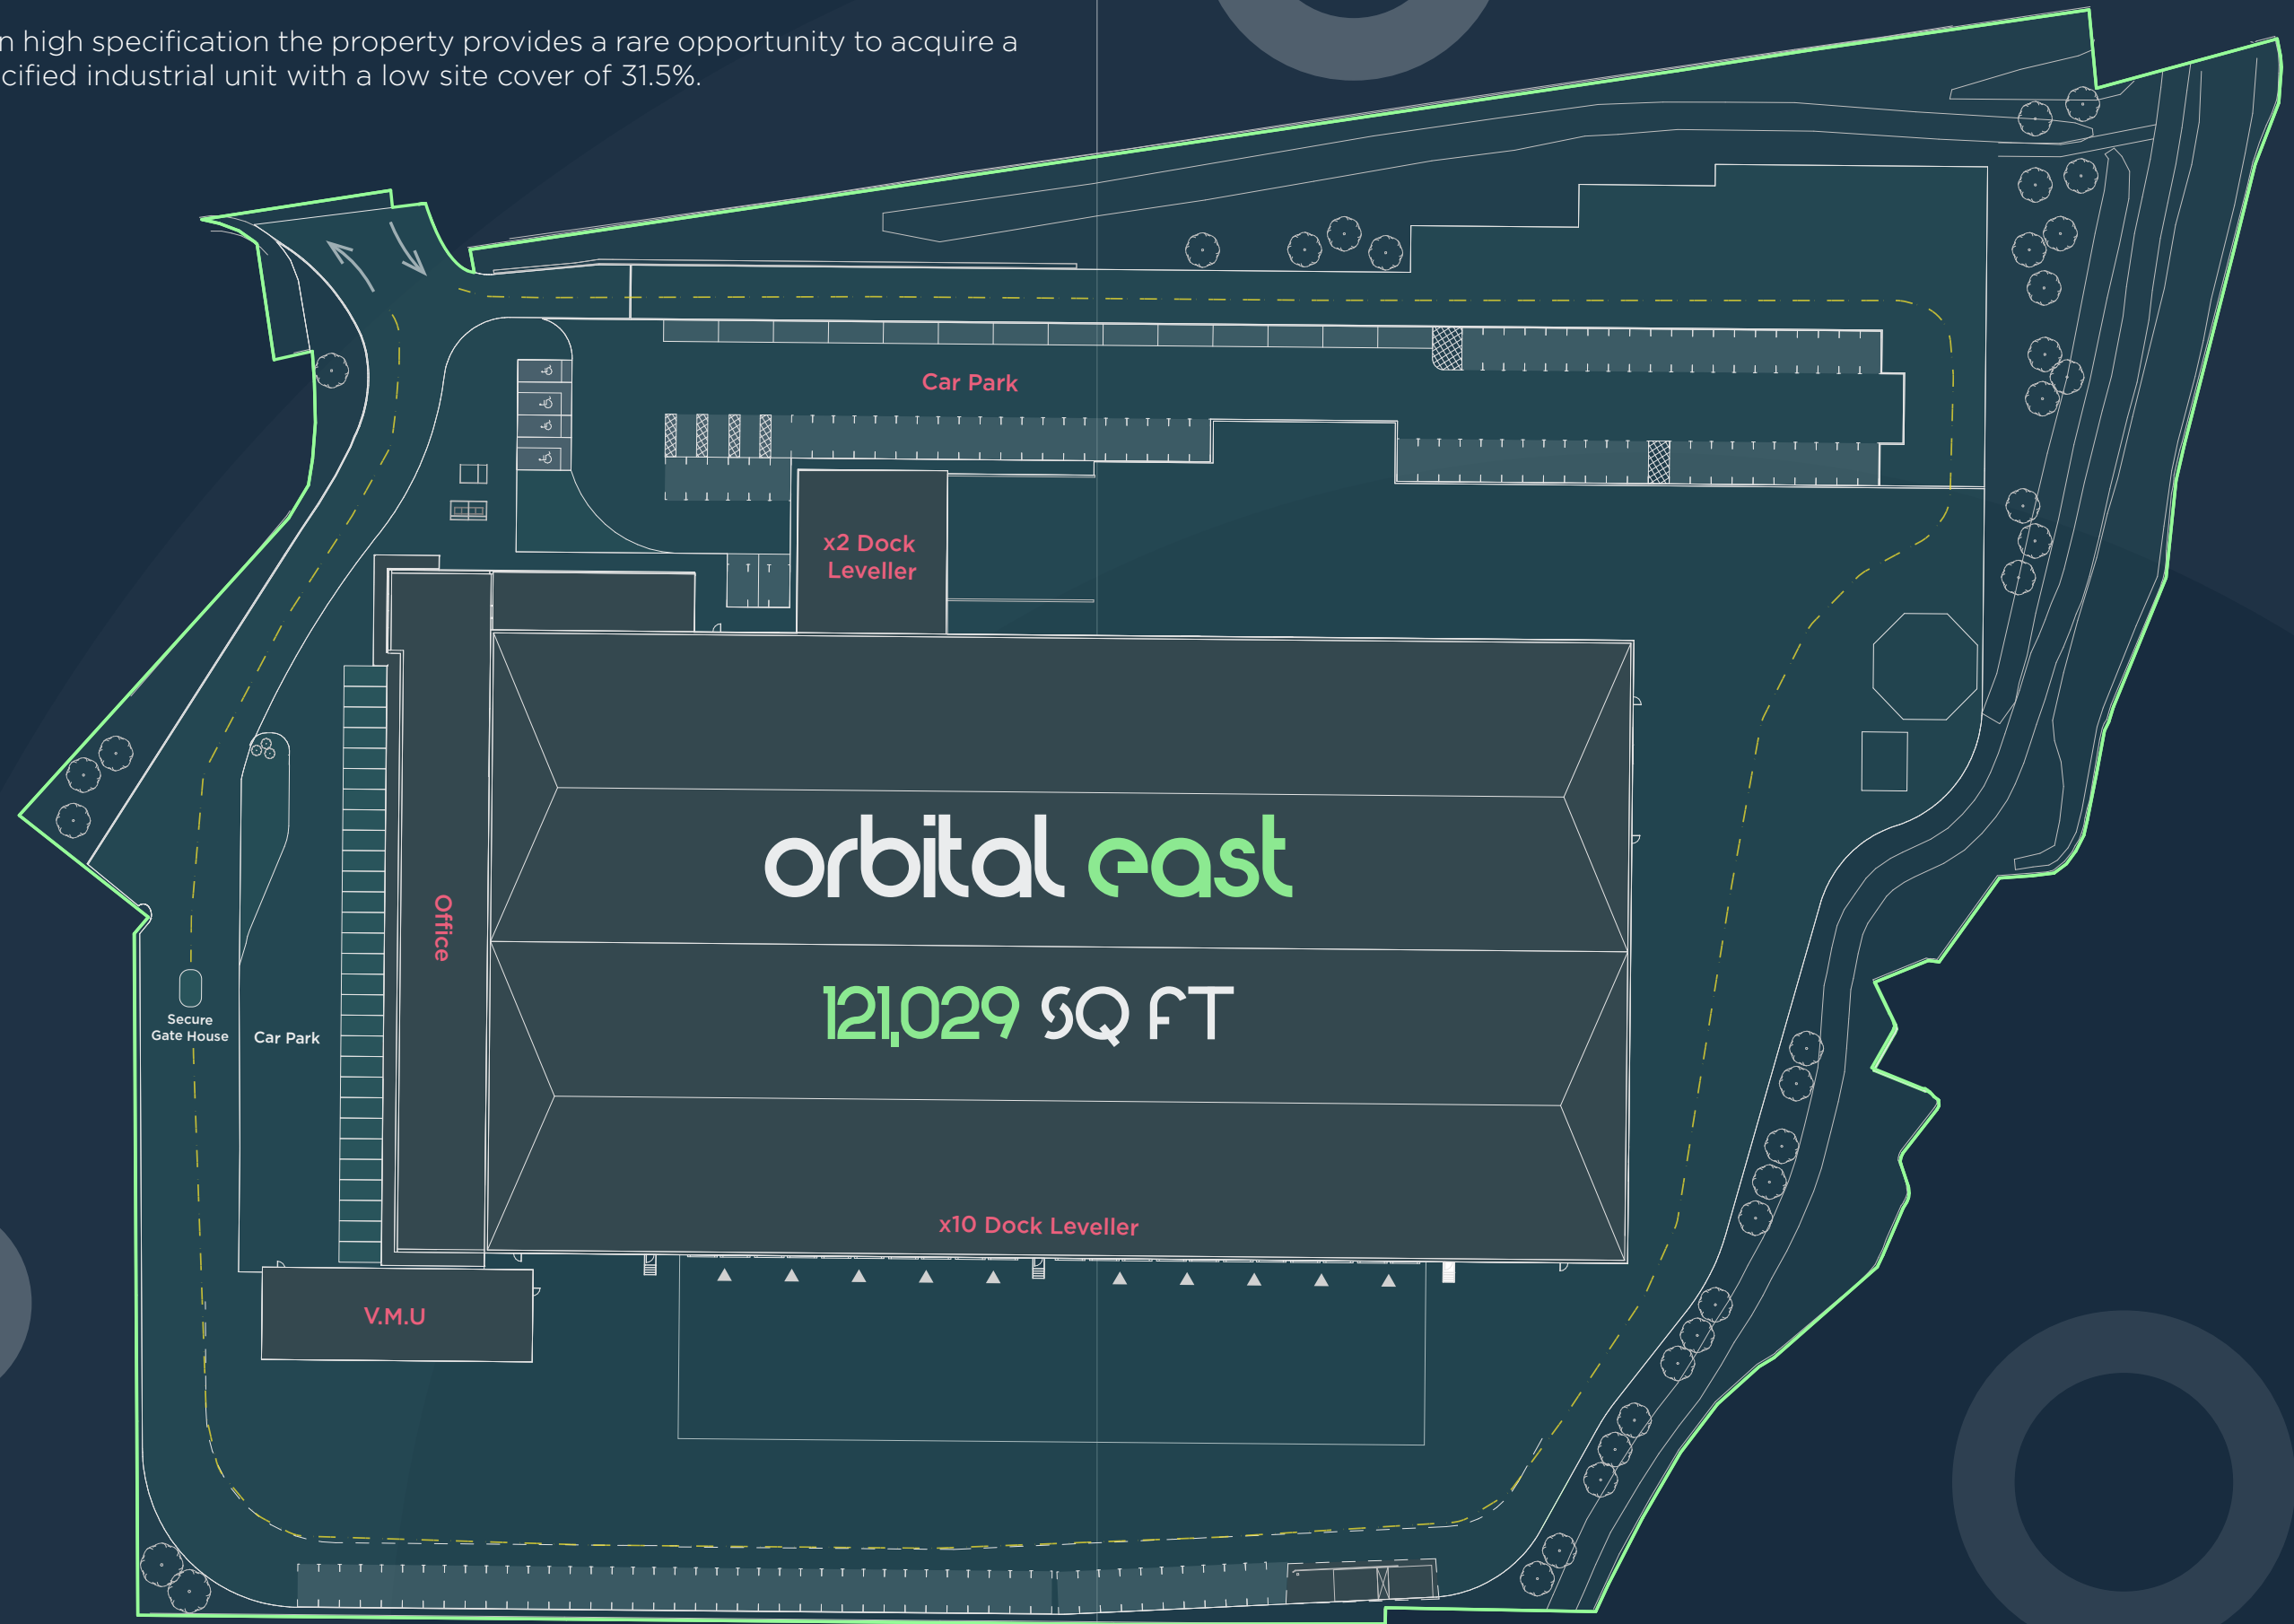 n high specification the property provides a rare opportunity to acquire a
cified industrial unit with a low site cover of 31.5%.
Car Park
x2 Dock
Leveller
orbital east
Office
121,029 SQ FT
Secure
Gate House
Car Park
x10 Dock Leveller
V.M.U